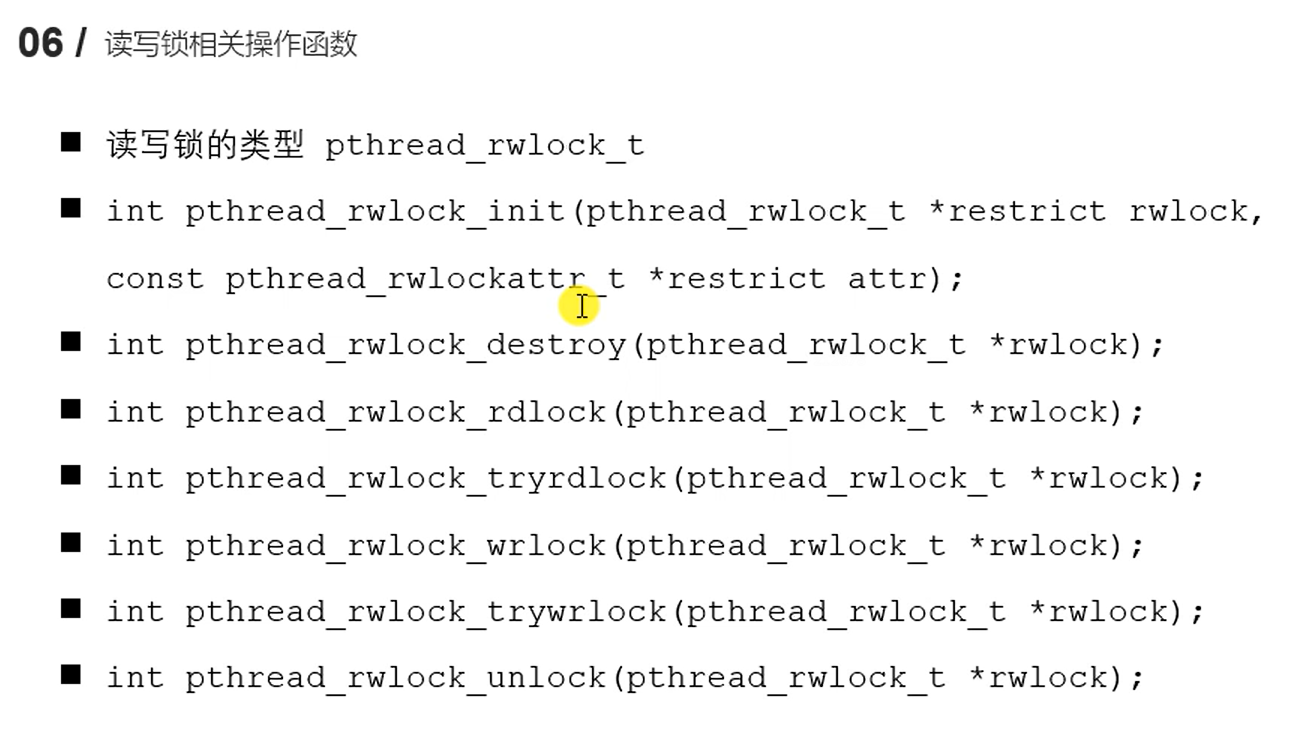 06 / 读写锁相关操作函数
■ 读写锁的类型 pthread_rwlock_t
■ int pthread_rwlock_init(pthread_rwlock_t *restrict rwlock,
const pthread_rwlockattr_t *restrict attr);
■ int pthread_rwlock_destroy(pthread_rwlock_t *rwlock);
■ int pthread_rwlock_rdlock(pthread_rwlock_t *rwlock);
■ int pthread_rwlock_tryrdlock(pthread_rwlock_t *rwlock);
■ int pthread_rwlock_wrlock(pthread_rwlock_t *rwlock);
■ int pthread_rwlock_trywrlock(pthread_rwlock_t *rwlock);
■ int pthread_rwlock_unlock(pthread_rwlock_t *rwlock);